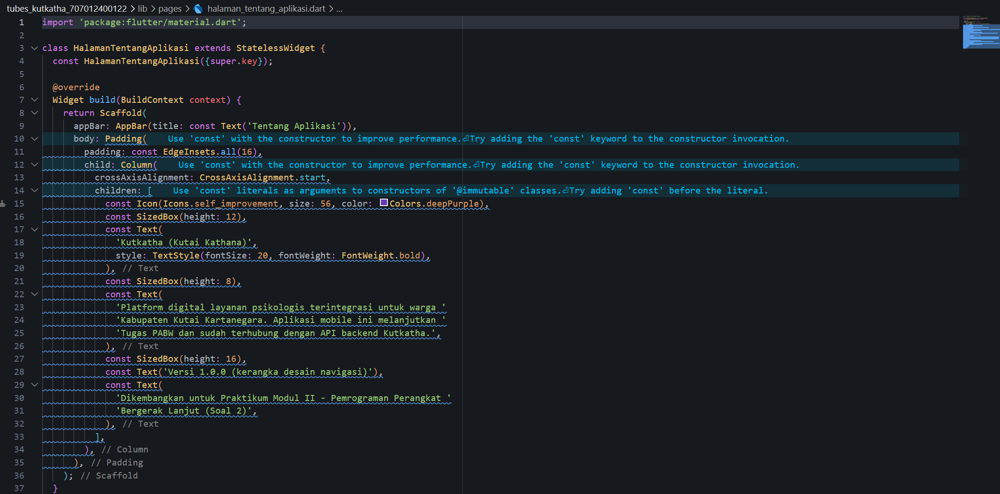 tubes_kutkatha_707012400122 > lib > pages > halaman_tentang_aplikasi.dart > ...
1 import 'package:flutter/material.dart';
2
3 class HalamanTentangAplikasi extends StatelessWidget {
4 const HalamanTentangAplikasi({super.key});
5
6 @override
7 Widget build(BuildContext context) {
8 return Scaffold(
9 appBar: AppBar(title: const Text('Tentang Aplikasi')),
10 body: Padding( Use 'const' with the constructor to improve performance.⏎Try adding the 'const' keyword to the constructor invocation.
11 padding: const EdgeInsets.all(16),
12 child: Column( Use 'const' with the constructor to improve performance.⏎Try adding the 'const' keyword to the constructor invocation.
13 crossAxisAlignment: CrossAxisAlignment.start,
14 children: [ Use 'const' literals as arguments to constructors of '@immutable' classes.⏎Try adding 'const' before the literal.
15 const Icon(Icons.self_improvement, size: 56, color: Colors.deepPurple),
16 const SizedBox(height: 12),
17 const Text(
18 'Kutkatha (Kutai Kathana)',
19 style: TextStyle(fontSize: 20, fontWeight: FontWeight.bold),
20 ), // Text
21 const SizedBox(height: 8),
22 const Text(
23 'Platform digital layanan psikologis terintegrasi untuk warga '
24 'Kabupaten Kutai Kartanegara. Aplikasi mobile ini melanjutkan '
25 'Tugas PABW dan sudah terhubung dengan API backend Kutkatha.',
26 ), // Text
27 const SizedBox(height: 16),
28 const Text('Versi 1.0.0 (kerangka desain navigasi)'),
29 const Text(
30 'Dikembangkan untuk Praktikum Modul II - Pemrograman Perangkat '
31 'Bergerak Lanjut (Soal 2)',
32 ), // Text
33 ],
34 ), // Column
35 ), // Padding
36 ); // Scaffold
37 }